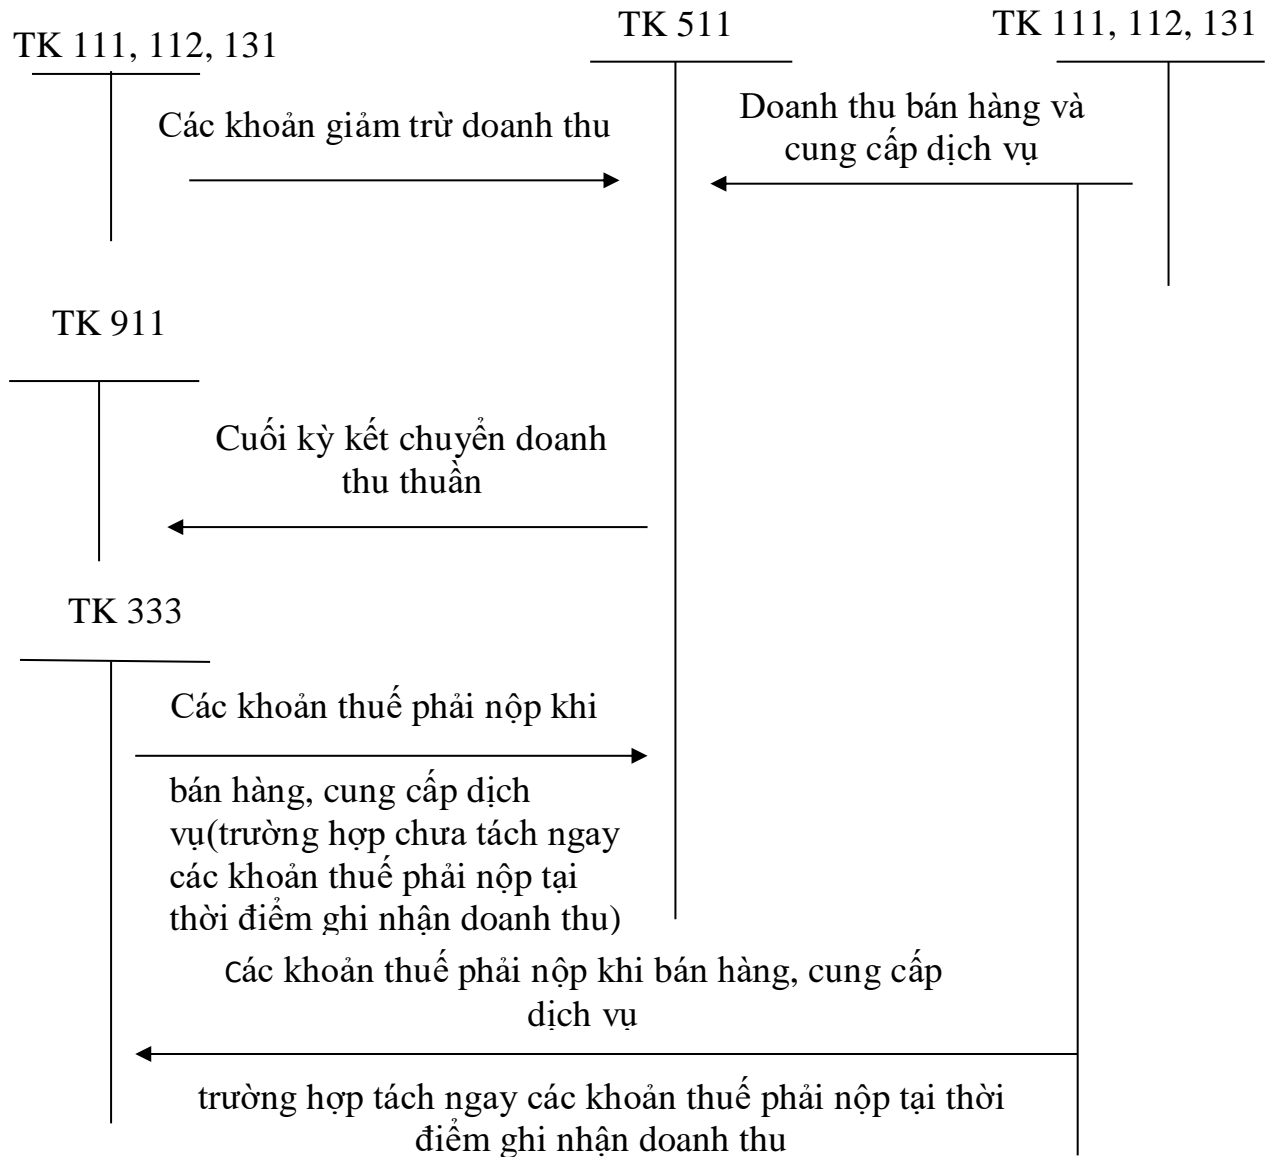 TK 111, 112, 131
TK 511
TK 111, 112, 131
Các khoản giảm trừ doanh thu
Doanh thu bán hàng và
cung cấp dịch vụ
TK 911
Cuối kỳ kết chuyển doanh
thu thuần
TK 333
Các khoản thuế phải nộp khi
bán hàng, cung cấp dịch
vụ(trường hợp chưa tách ngay
các khoản thuế phải nộp tại
thời điểm ghi nhận doanh thu)
Các khoản thuế phải nộp khi bán hàng, cung cấp
dịch vụ
trường hợp tách ngay các khoản thuế phải nộp tại thời
điểm ghi nhận doanh thu